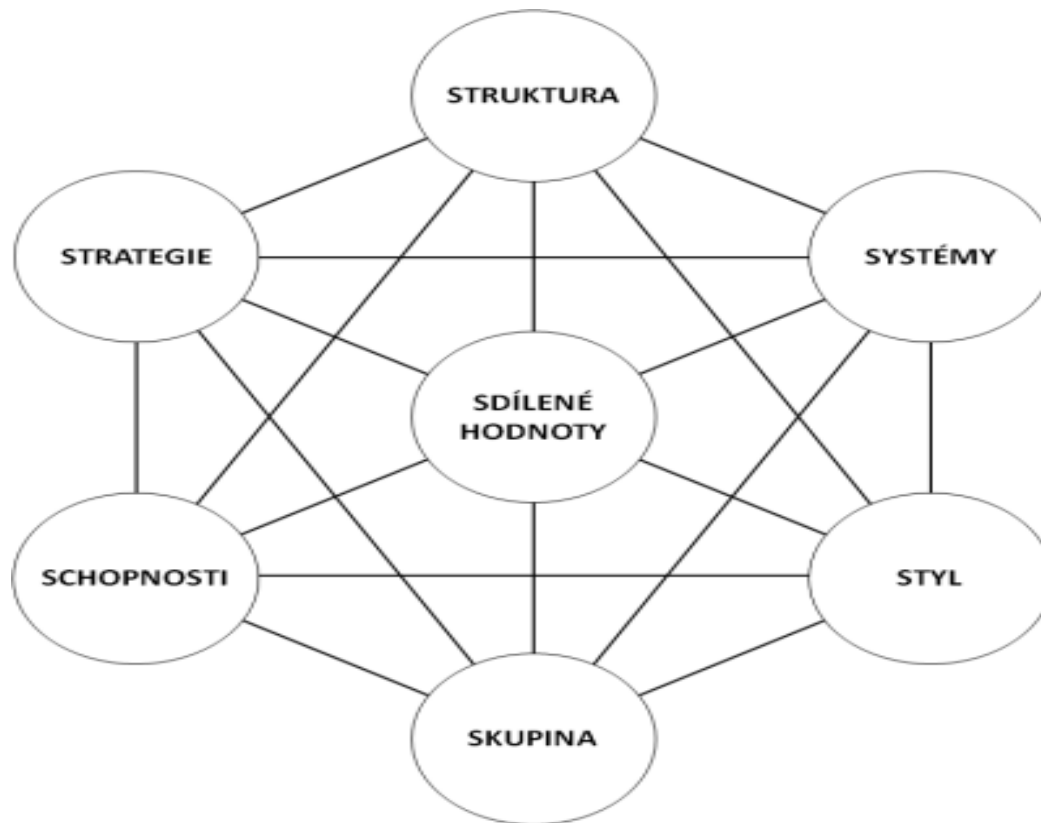 STRUKTURA
STRATEGIE
SYSTÉMY
SDÍLENÉ
HODNOTY
SCHOPNOSTI
STYL
SKUPINA